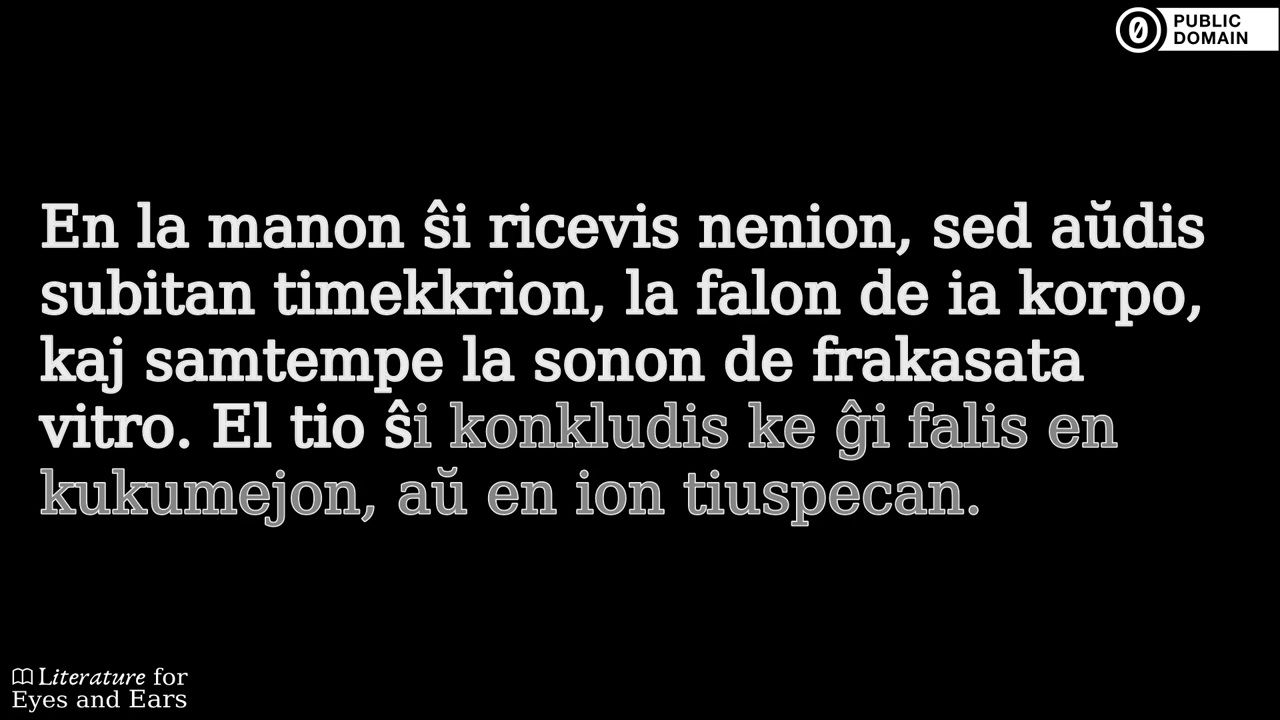 PUBLIC
DOMAIN
En la manon ŝi ricevis nenion, sed aŭdis
subitan timekkrion, la falon de ia korpo,
kaj samtempe la sonon de frakasata
vitro. El tio ŝi konkludis ke ĝi falis en
kukumejon, aŭ en ion tiuspecan.
Literature for
Eyes and Ears